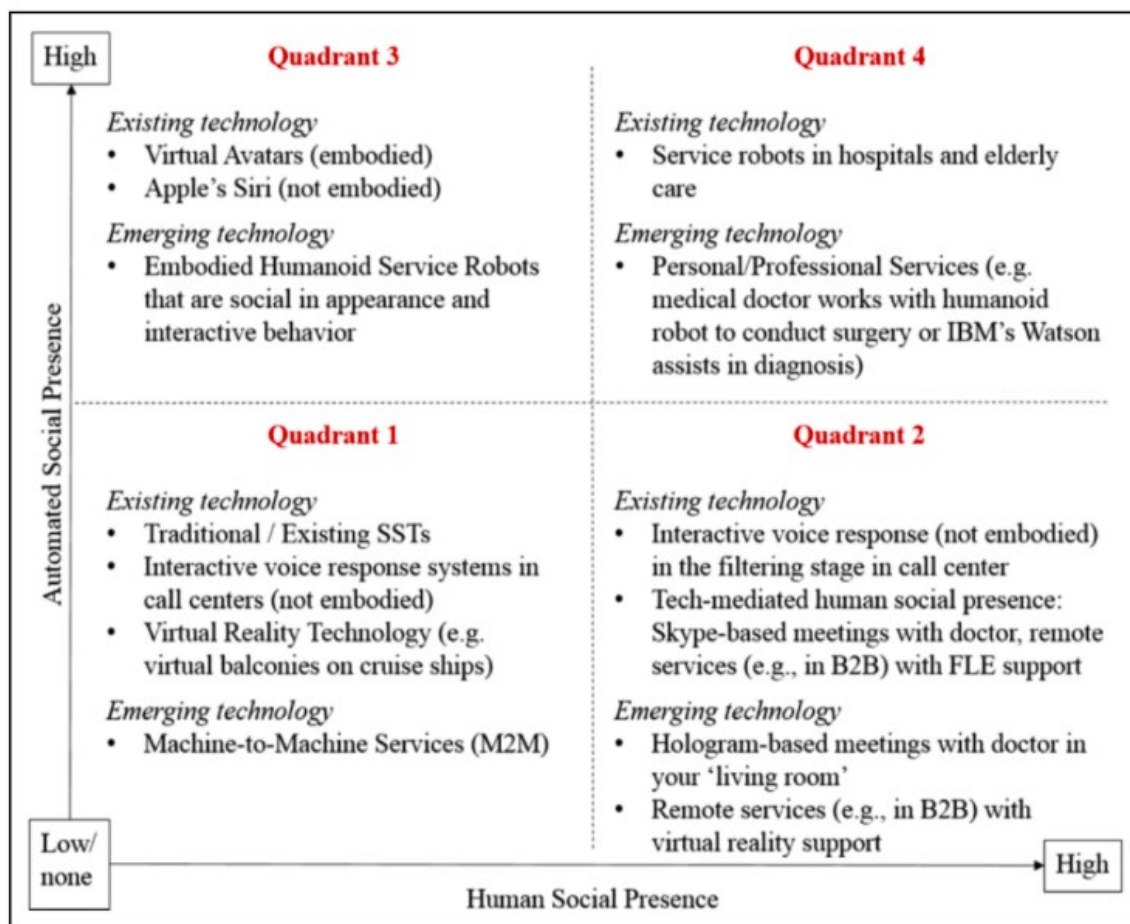 High
Automated Social Presence
Quadrant 3
Existing technology
• Virtual Avatars (embodied)
• Apple's Siri (not embodied)
Emerging technology
• Embodied Humanoid Service Robots
that are social in appearance and
interactive behavior
Quadrant 4
Existing technology
• Service robots in hospitals and elderly
care
Emerging technology
• Personal/Professional Services (e.g.
medical doctor works with humanoid
robot to conduct surgery or IBM's Watson
assists in diagnosis)
Quadrant 1
Existing technology
• Traditional / Existing SSTs
• Interactive voice response systems in
call centers (not embodied)
• Virtual Reality Technology (e.g.
virtual balconies on cruise ships)
Emerging technology
• Machine-to-Machine Services (M2M)
Quadrant 2
Existing technology
• Interactive voice response (not embodied)
in the filtering stage in call center
• Tech-mediated human social presence:
Skype-based meetings with doctor, remote
services (e.g., in B2B) with FLE support
Emerging technology
• Hologram-based meetings with doctor in
your 'living room'
• Remote services (e.g., in B2B) with
virtual reality support
Low/
none
Human Social Presence
High